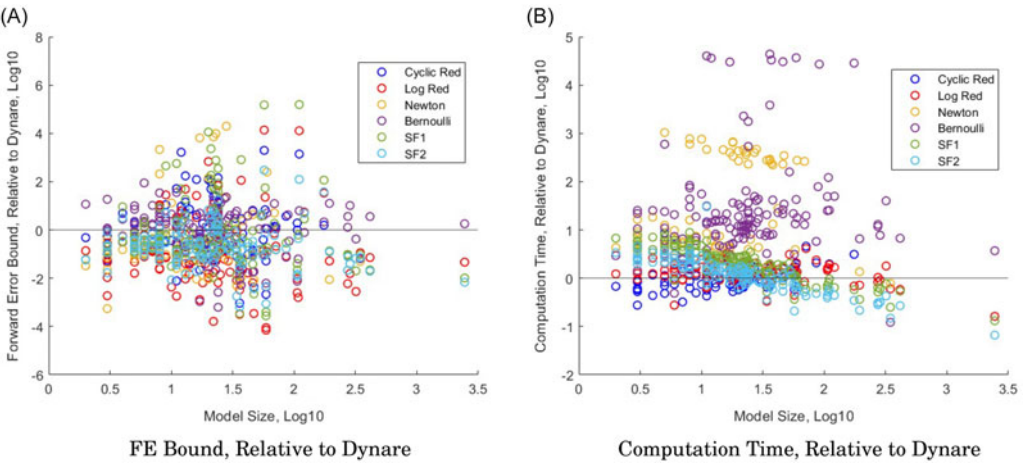 (A)
Forward Error Bound, Relative to Dynare, Log10
8
6
4
2
0
-2
-4
-6
Cyclic Red
Log Red
Newton
Bernoulli
SF1
SF2
0 0.5 1 1.5 2 2.5 3 3.5
Model Size, Log10
FE Bound, Relative to Dynare
(B)
Computation Time, Relative to Dynare, Log10
5
4
3
2
1
0
-1
-2
Cyclic Red
Log Red
Newton
Bernoulli
SF1
SF2
0 0.5 1 1.5 2 2.5 3 3.5
Model Size, Log10
Computation Time, Relative to Dynare